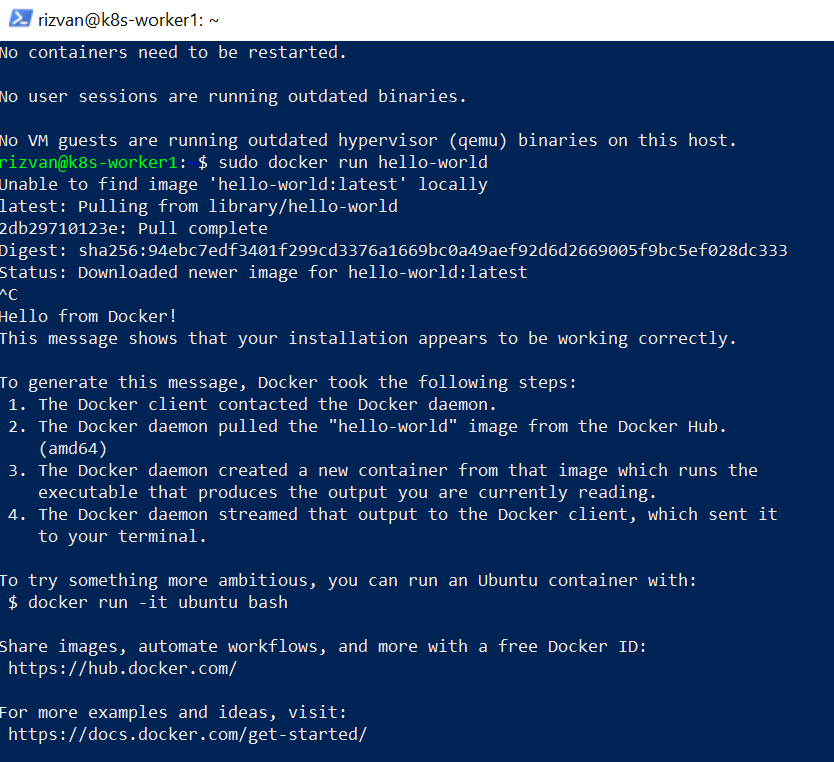 rizvan@k8s-worker1: ~
No containers need to be restarted.
No user sessions are running outdated binaries.
No VM guests are running outdated hypervisor (qemu) binaries on this host.
rizvan@k8s-worker1:~$ sudo docker run hello-world
Unable to find image 'hello-world:latest' locally
latest: Pulling from library/hello-world
2db29710123e: Pull complete
Digest: sha256:94ebc7edf3401f299cd3376a1669bc0a49aef92d6d2669005f9bc5ef028dc333
Status: Downloaded newer image for hello-world:latest
^C
Hello from Docker!
This message shows that your installation appears to be working correctly.
To generate this message, Docker took the following steps:
1. The Docker client contacted the Docker daemon.
2. The Docker daemon pulled the "hello-world" image from the Docker Hub.
(amd64)
3. The Docker daemon created a new container from that image which runs the
executable that produces the output you are currently reading.
4. The Docker daemon streamed that output to the Docker client, which sent it
to your terminal.
To try something more ambitious, you can run an Ubuntu container with:
$ docker run -it ubuntu bash
Share images, automate workflows, and more with a free Docker ID:
https://hub.docker.com/
For more examples and ideas, visit:
https://docs.docker.com/get-started/